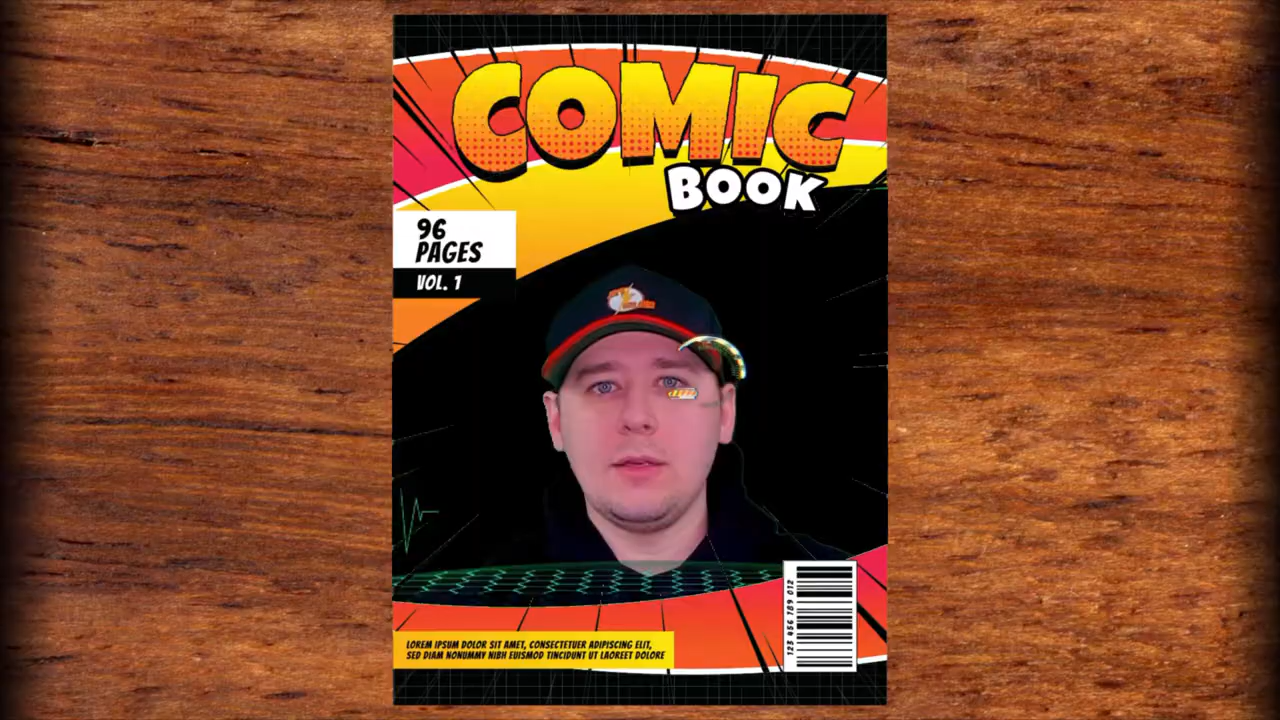 COMIC
BOOK
96
PAGES
VOL. 1
123 456 789 012
LOREM IPSUM DOLOR SIT AMET, CONSECTETUER ADIPISCING ELIT,
SED DIAM NONUMMY NIBH EUISMOD TINCIDUNT UT LAOREET DOLORE